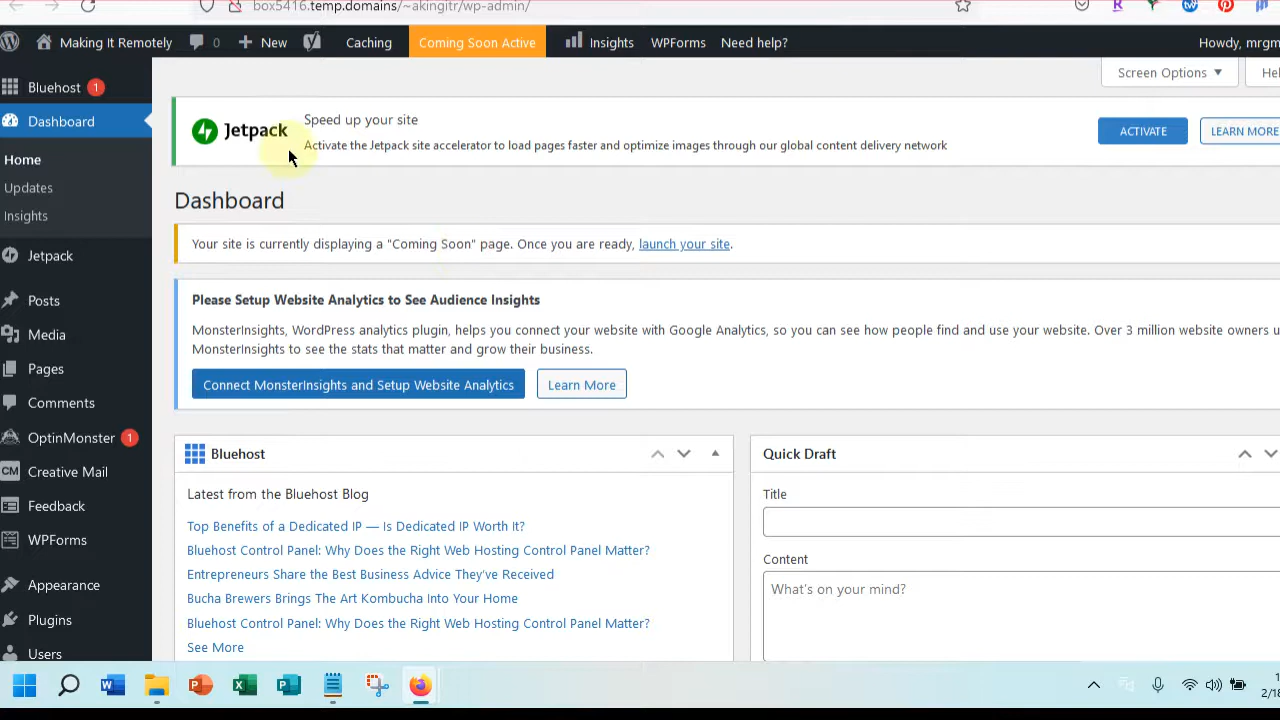 box5416.temp.domains/~akingitr/wp-admin/
Making It Remotely 0 New Caching Coming Soon Active Insights WPForms Need help? Howdy, mrgm
Screen Options Hel
Bluehost 1
Dashboard
Home
Updates
Insights
Jetpack
Posts
Media
Pages
Comments
OptinMonster 1
CM Creative Mail
Feedback
WPForms
Appearance
Plugins
Users
Jetpack
Speed up your site
Activate the Jetpack site accelerator to load pages faster and optimize images through our global content delivery network
ACTIVATE LEARN MORE
Dashboard
Your site is currently displaying a "Coming Soon" page. Once you are ready, launch your site.
Please Setup Website Analytics to See Audience Insights
MonsterInsights, WordPress analytics plugin, helps you connect your website with Google Analytics, so you can see how people find and use your website. Over 3 million website owners u
MonsterInsights to see the stats that matter and grow their business.
Connect MonsterInsights and Setup Website Analytics Learn More
Bluehost
Latest from the Bluehost Blog
Top Benefits of a Dedicated IP — Is Dedicated IP Worth It?
Bluehost Control Panel: Why Does the Right Web Hosting Control Panel Matter?
Entrepreneurs Share the Best Business Advice They've Received
Bucha Brewers Brings The Art Kombucha Into Your Home
Bluehost Control Panel: Why Does the Right Web Hosting Control Panel Matter?
See More
Quick Draft
Title
Content
What's on your mind?
2/18